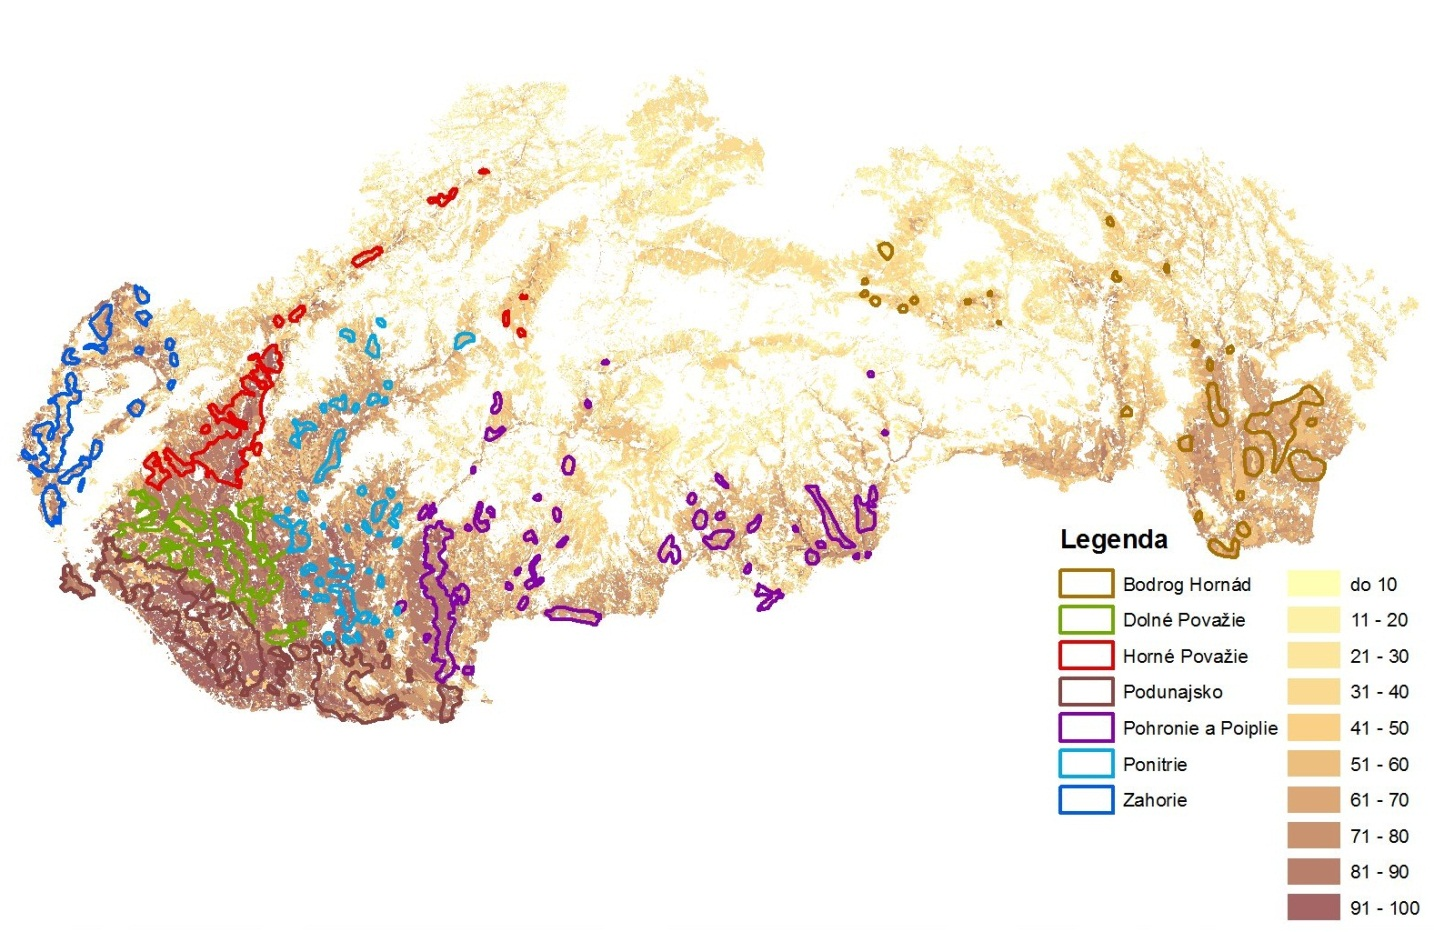 Legenda
Bodrog Hornád
Dolné Považie
Horné Považie
Podunajsko
Pohronie a Poiplie
Ponitrie
Zahorie
do 10
11 - 20
21 - 30
31 - 40
41 - 50
51 - 60
61 - 70
71 - 80
81 - 90
91 - 100